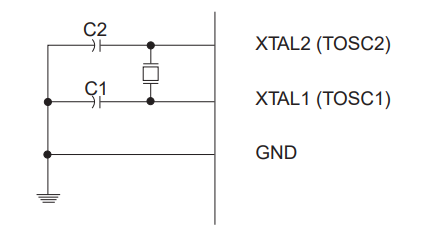 C2
XTAL2 (TOSC2)
C1
XTAL1 (TOSC1)
GND